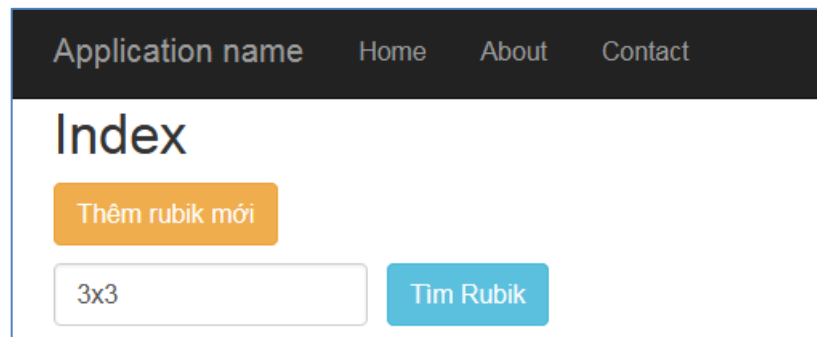 Application name Home About Contact
Index
Thêm rubik mới
3x3 Tìm Rubik